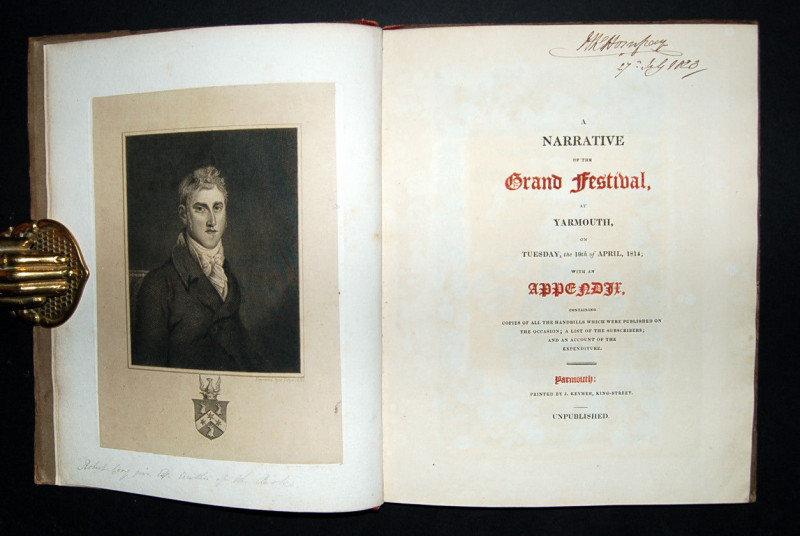 Robert Cory
A
NARRATIVE
OF THE
Grand Festival,
AT
YARMOUTH,
ON
TUESDAY, the 19th of APRIL, 1814;
WITH AN
APPENDIX,
CONTAINING
COPIES OF ALL THE HANDBILLS WHICH WERE PUBLISHED ON
THE OCCASION; A LIST OF THE SUBSCRIBERS;
AND AN ACCOUNT OF THE
EXPENDITURE.
Yarmouth:
PRINTED BY J. KEYMER, KING-STREET.
UNPUBLISHED.